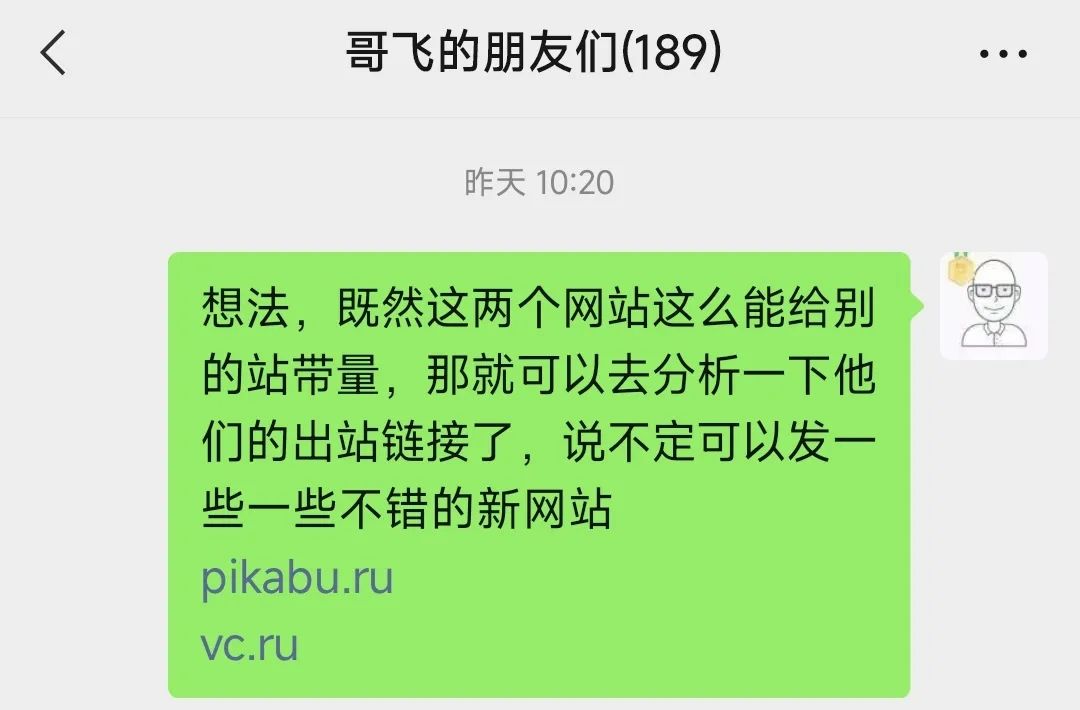 哥飞的朋友们(189)
昨天 10:20
想法，既然这两个网站这么能给别
的站带量，那就可以去分析一下他
们的出站链接了，说不定可以发一
些一些不错的新网站
pikabu.ru
vc.ru